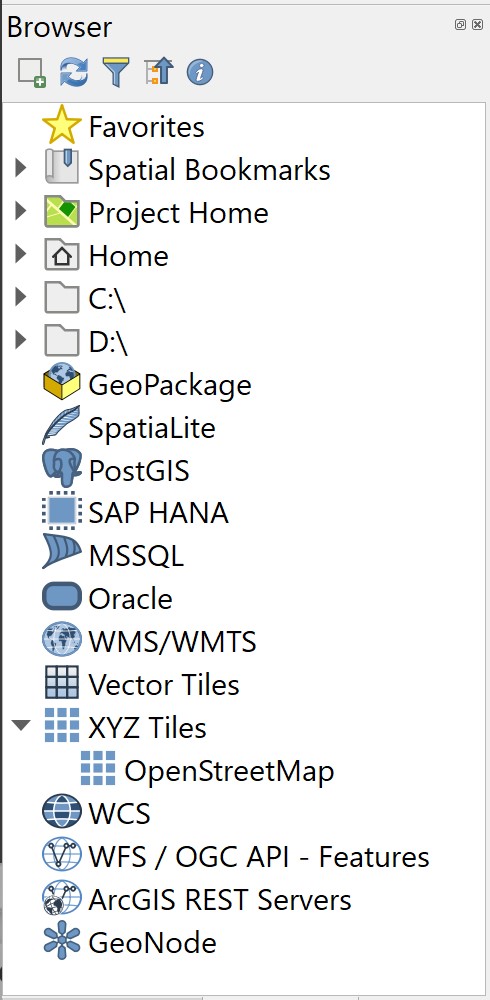 Browser
Favorites
Spatial Bookmarks
Project Home
Home
C:\
D:\
GeoPackage
SpatiaLite
PostGIS
SAP HANA
MSSQL
Oracle
WMS/WMTS
Vector Tiles
XYZ Tiles
OpenStreetMap
WCS
WFS / OGC API - Features
ArcGIS REST Servers
GeoNode